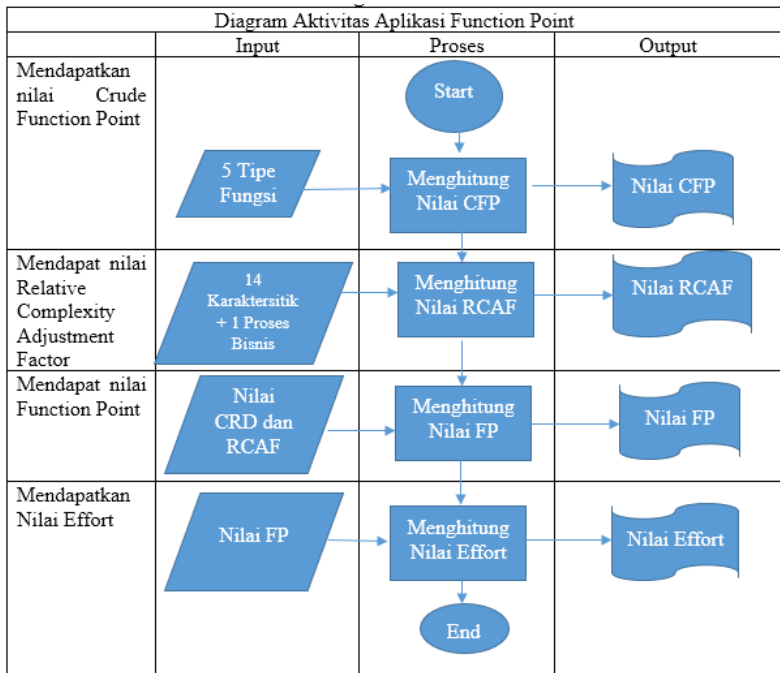 Diagram Aktivitas Aplikasi Function Point
Input Proses Output
Mendapatkan
nilai Crude
Function Point
Start
5 Tipe
Fungsi
Menghitung
Nilai CFP
Nilai CFP
Mendapat nilai
Relative
Complexity
Adjustment
Factor
14
Karaktersitik
+ 1 Proses
Bisnis
Menghitung
Nilai RCAF
Nilai RCAF
Mendapat nilai
Function Point
Nilai
CRD dan
RCAF
Menghitung
Nilai FP
Nilai FP
Mendapatkan
Nilai Effort
Nilai FP
Menghitung
Nilai Effort
Nilai Effort
End